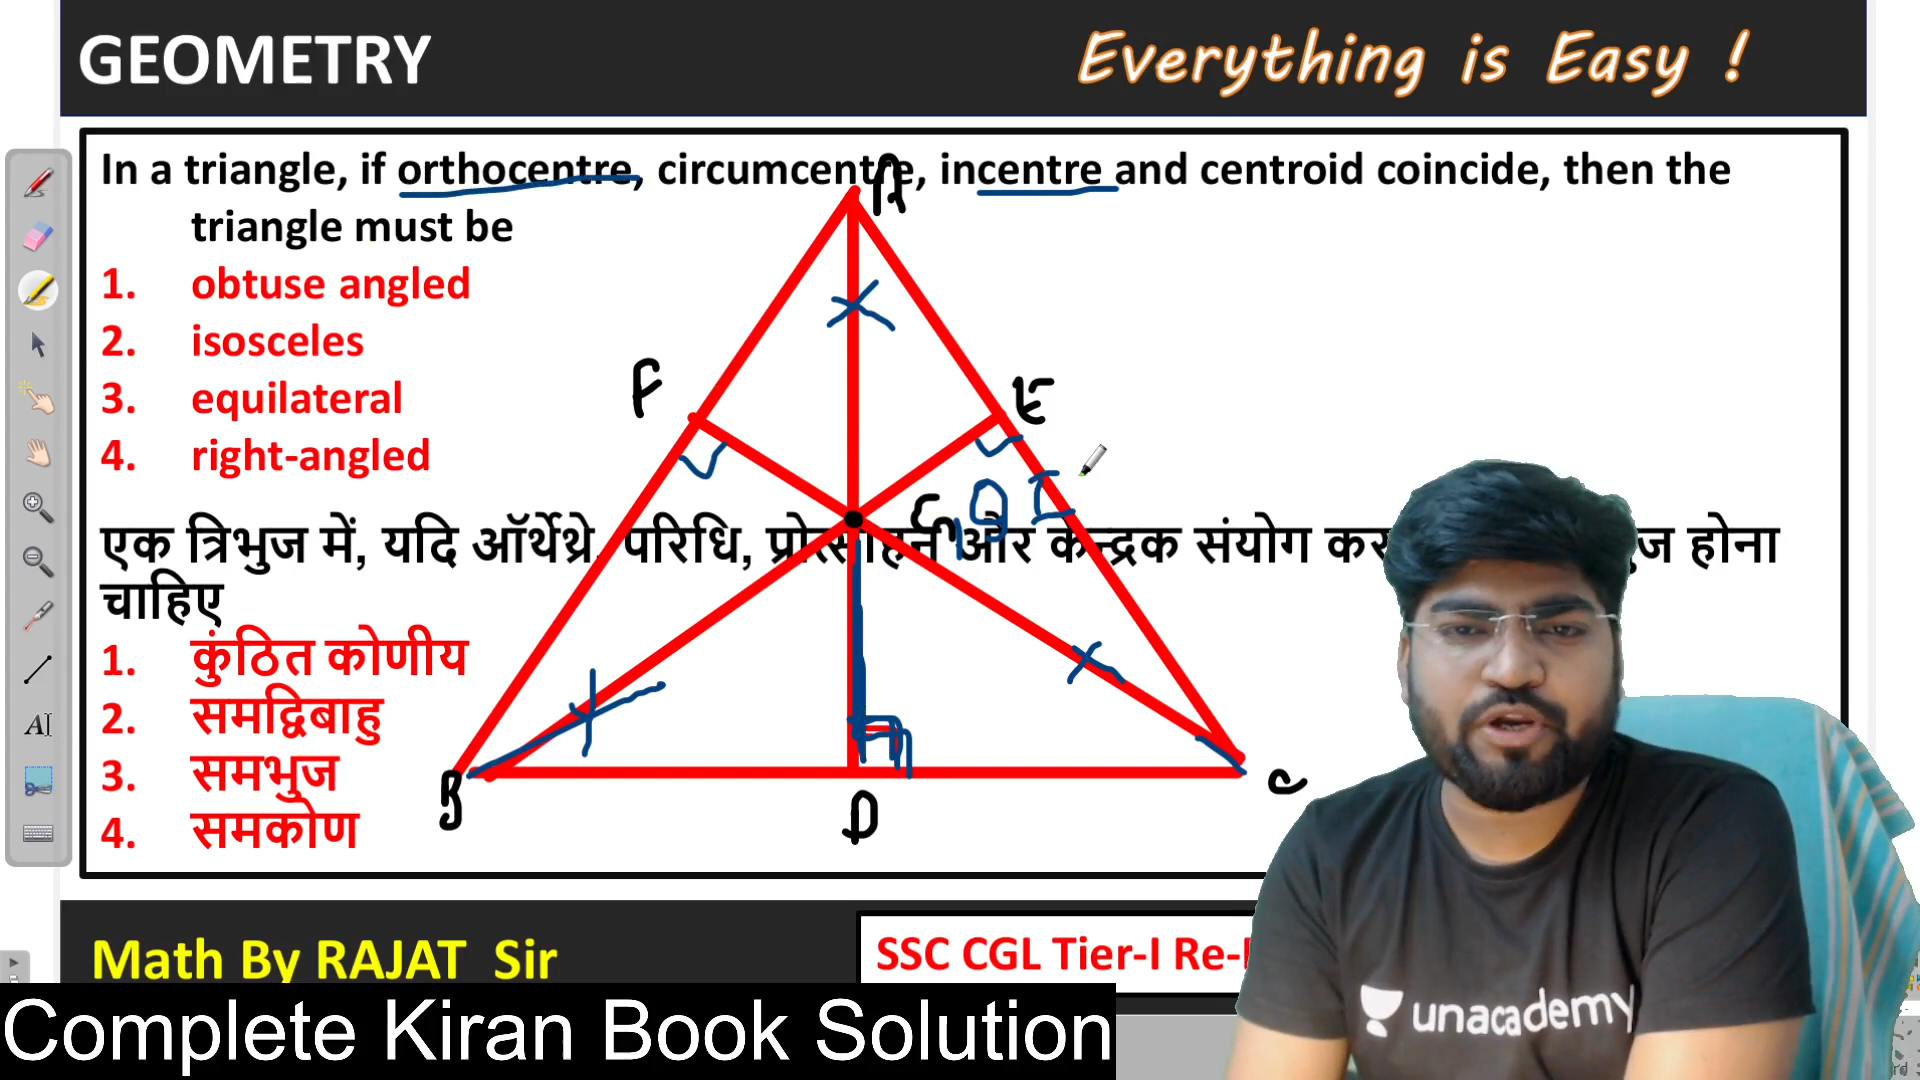 GEOMETRY
Everything is Easy !
In a triangle, if orthocentre, circumcentre, incentre and centroid coincide, then the
triangle must be
1. obtuse angled
2. isosceles
3. equilateral
4. right-angled
एक त्रिभुज में, यदि ऑर्थेथ्रे, परिधि, प्रोत्साहन और केन्द्रक संयोग कर होना
चाहिए
1. कुंठित कोणीय
2. समद्विबाहु
3. समभुज
4. समकोण
A
F
E
G, O I
B
D
C
Math By RAJAT Sir
SSC CGL Tier-I Re-
Complete Kiran Book Solution
unacademy